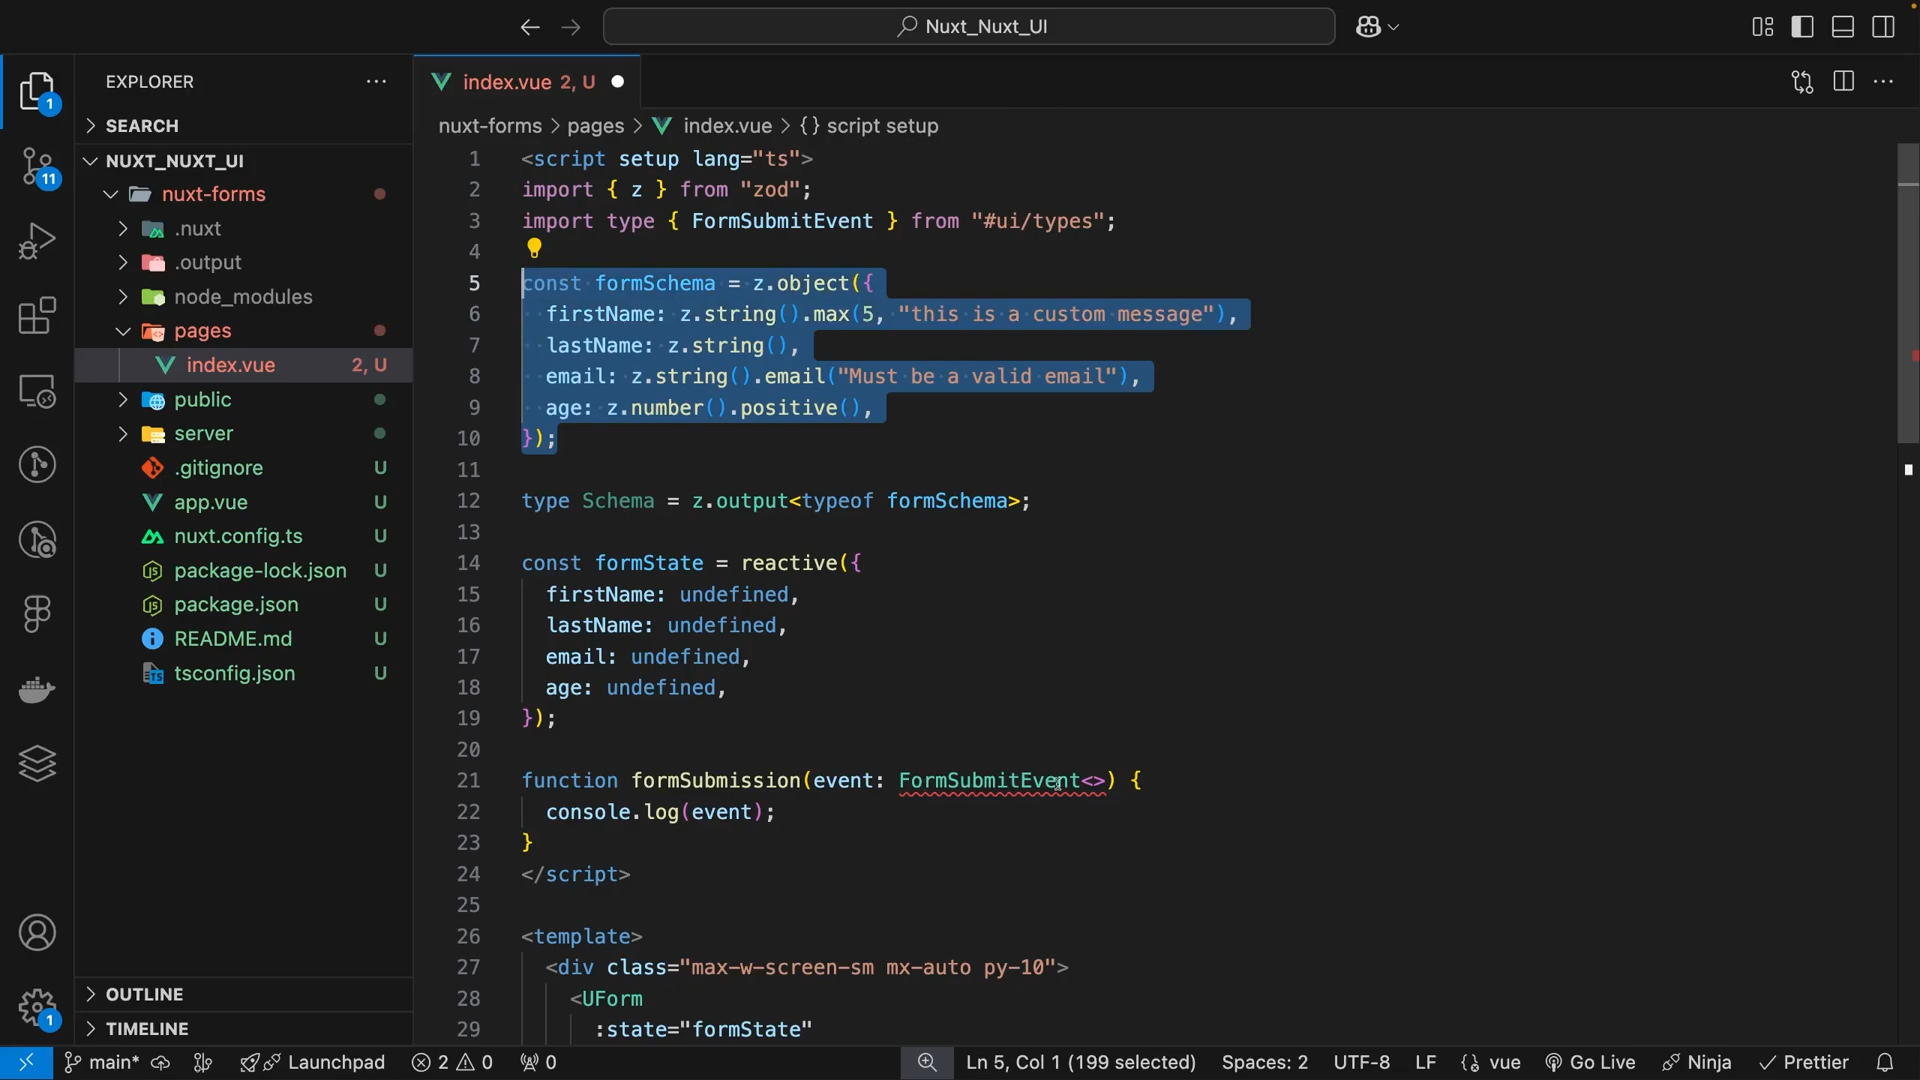 Nuxt_Nuxt_UI
EXPLORER
SEARCH
NUXT_NUXT_UI
nuxt-forms
.nuxt
.output
node_modules
pages
index.vue 2, U
public
server
.gitignore U
app.vue U
nuxt.config.ts U
package-lock.json U
package.json U
README.md U
tsconfig.json U
OUTLINE
TIMELINE
1
11
1
index.vue 2, U
nuxt-forms > pages > index.vue > {} script setup
1 <script setup lang="ts">
2 import { z } from "zod";
3 import type { FormSubmitEvent } from "#ui/types";
4
5 const formSchema = z.object({
6 firstName: z.string().max(5, "this is a custom message"),
7 lastName: z.string(),
8 email: z.string().email("Must be a valid email"),
9 age: z.number().positive(),
10 });
11
12 type Schema = z.output<typeof formSchema>;
13
14 const formState = reactive({
15 firstName: undefined,
16 lastName: undefined,
17 email: undefined,
18 age: undefined,
19 });
20
21 function formSubmission(event: FormSubmitEvent<>) {
22 console.log(event);
23 }
24 </script>
25
26 <template>
27 <div class="max-w-screen-sm mx-auto py-10">
28 <UForm
29 :state="formState"
main* Launchpad 2 0 0 Ln 5, Col 1 (199 selected) Spaces: 2 UTF-8 LF {} vue Go Live Ninja Prettier